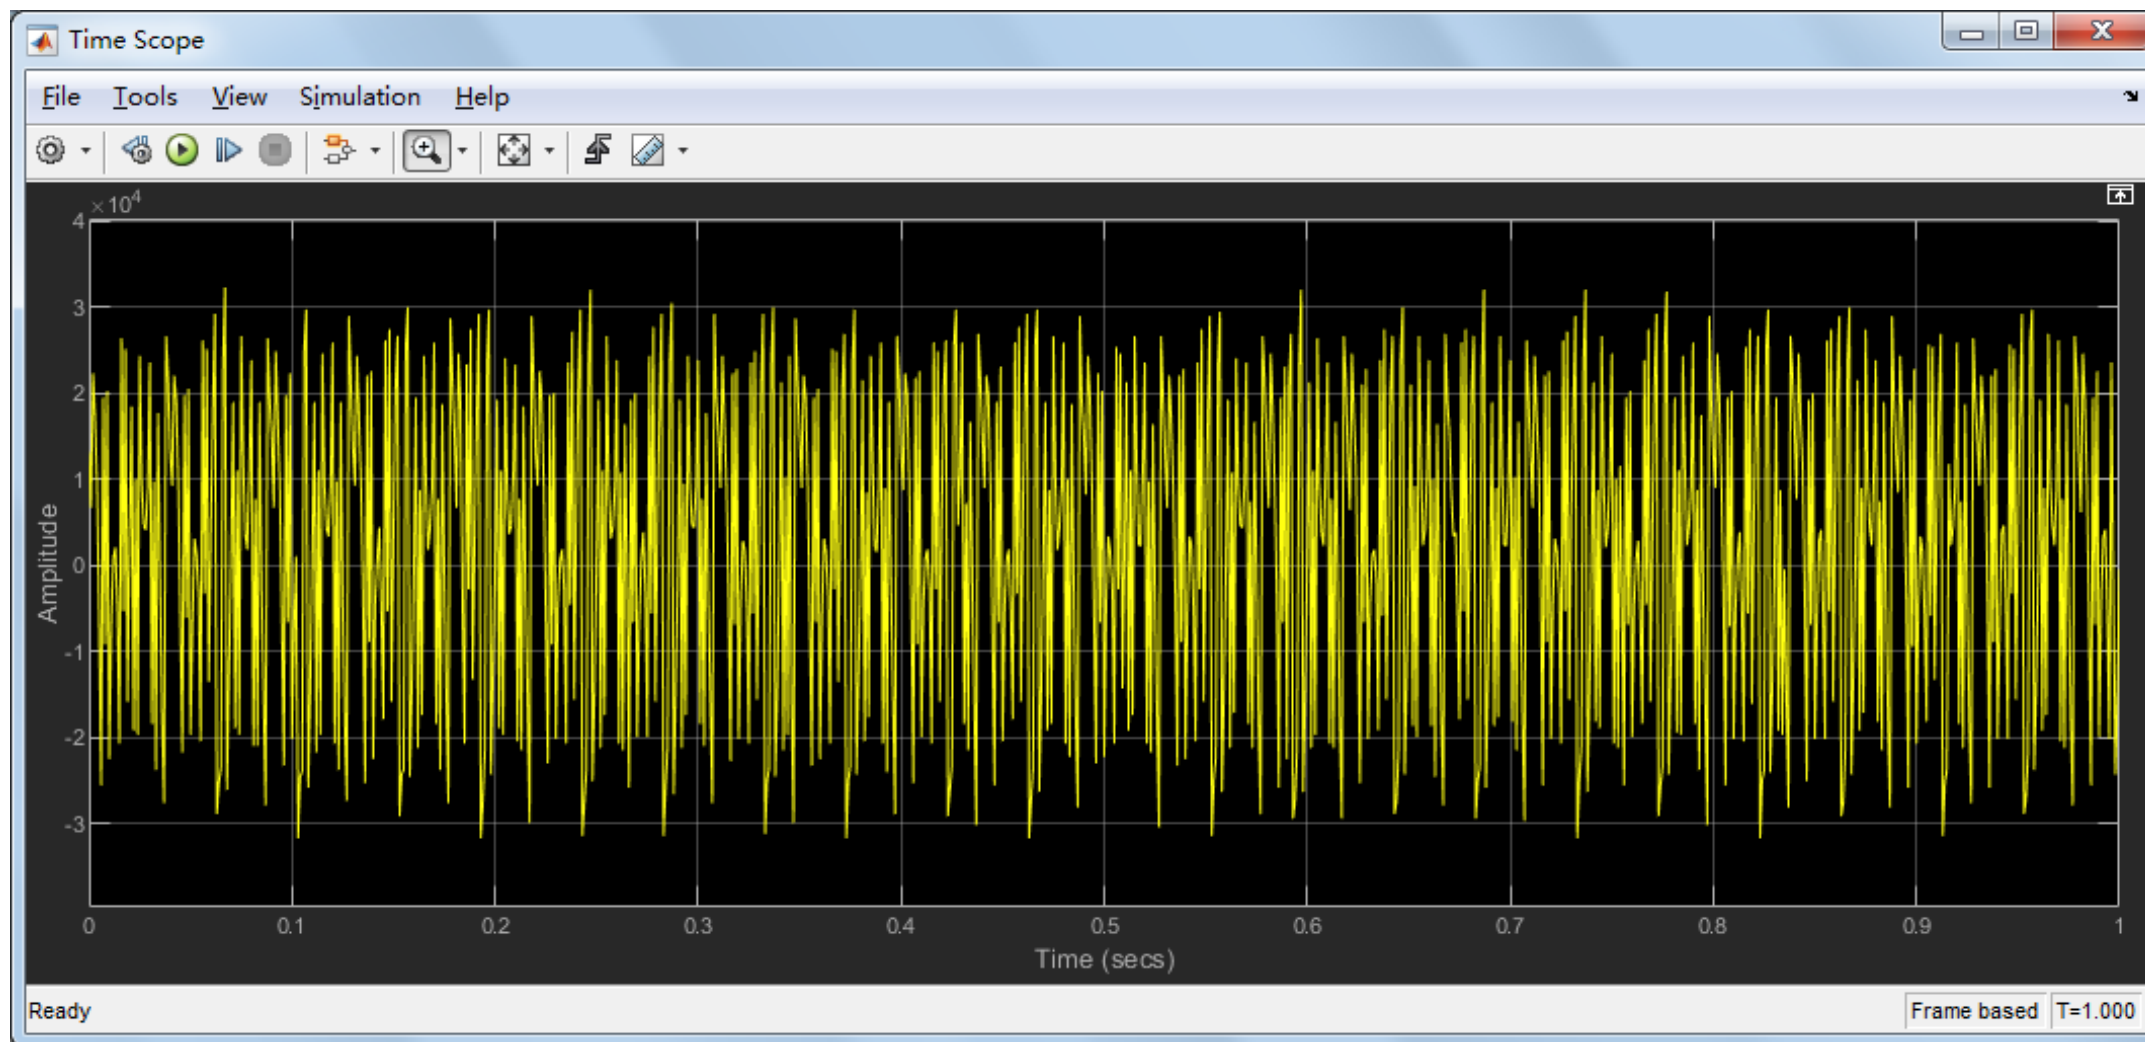 Time Scope
File Tools View Simulation Help
×10⁴
4
3
2
1
0
-1
-2
-3
Amplitude
0 0.1 0.2 0.3 0.4 0.5 0.6 0.7 0.8 0.9 1
Time (secs)
Ready Frame based T=1.000